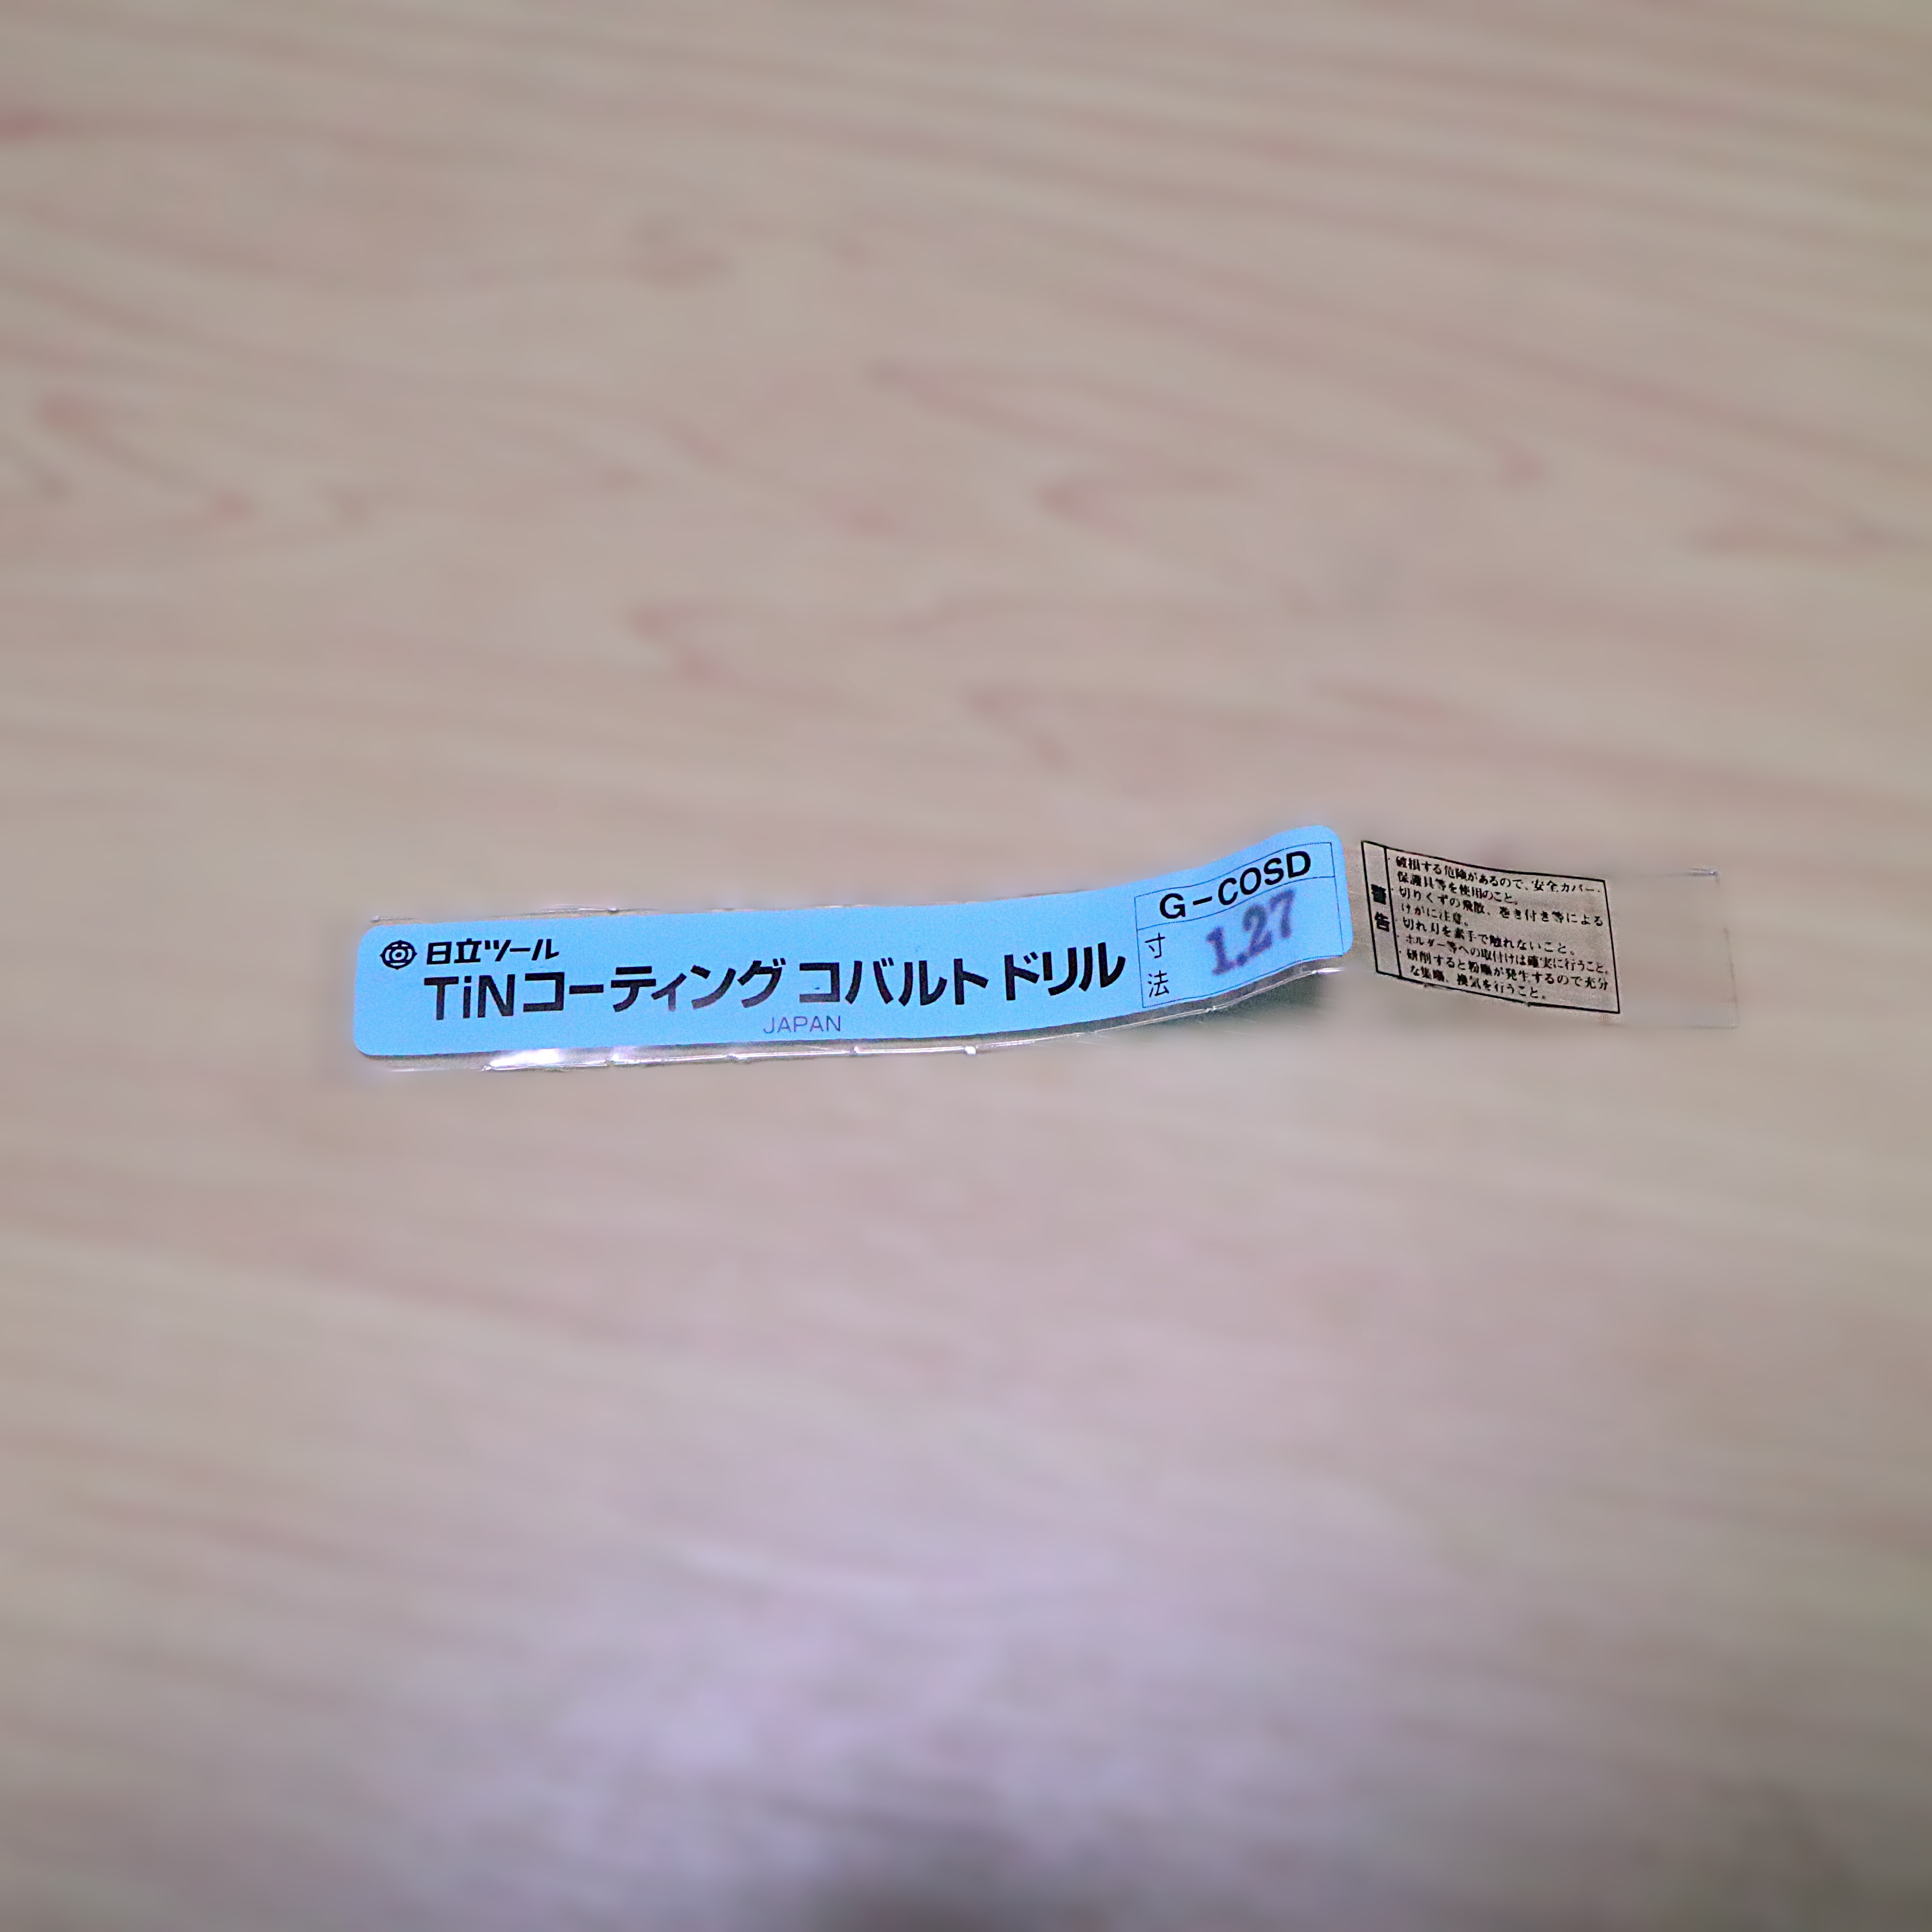 日立ツール
TiNコーティング コバルトドリル
JAPAN
G-COSD
寸法
1.27
警告
・破損する危険があるので、安全カバー・
保護具等を使用のこと。
・切りくずの飛散、巻き付き等による
けがに注意。
・切れ刃を素手で触れないこと。
・ホルダー等への取付けは確実に行うこと。
・研削すると粉塵が発生するので充分
な集塵、換気を行うこと。